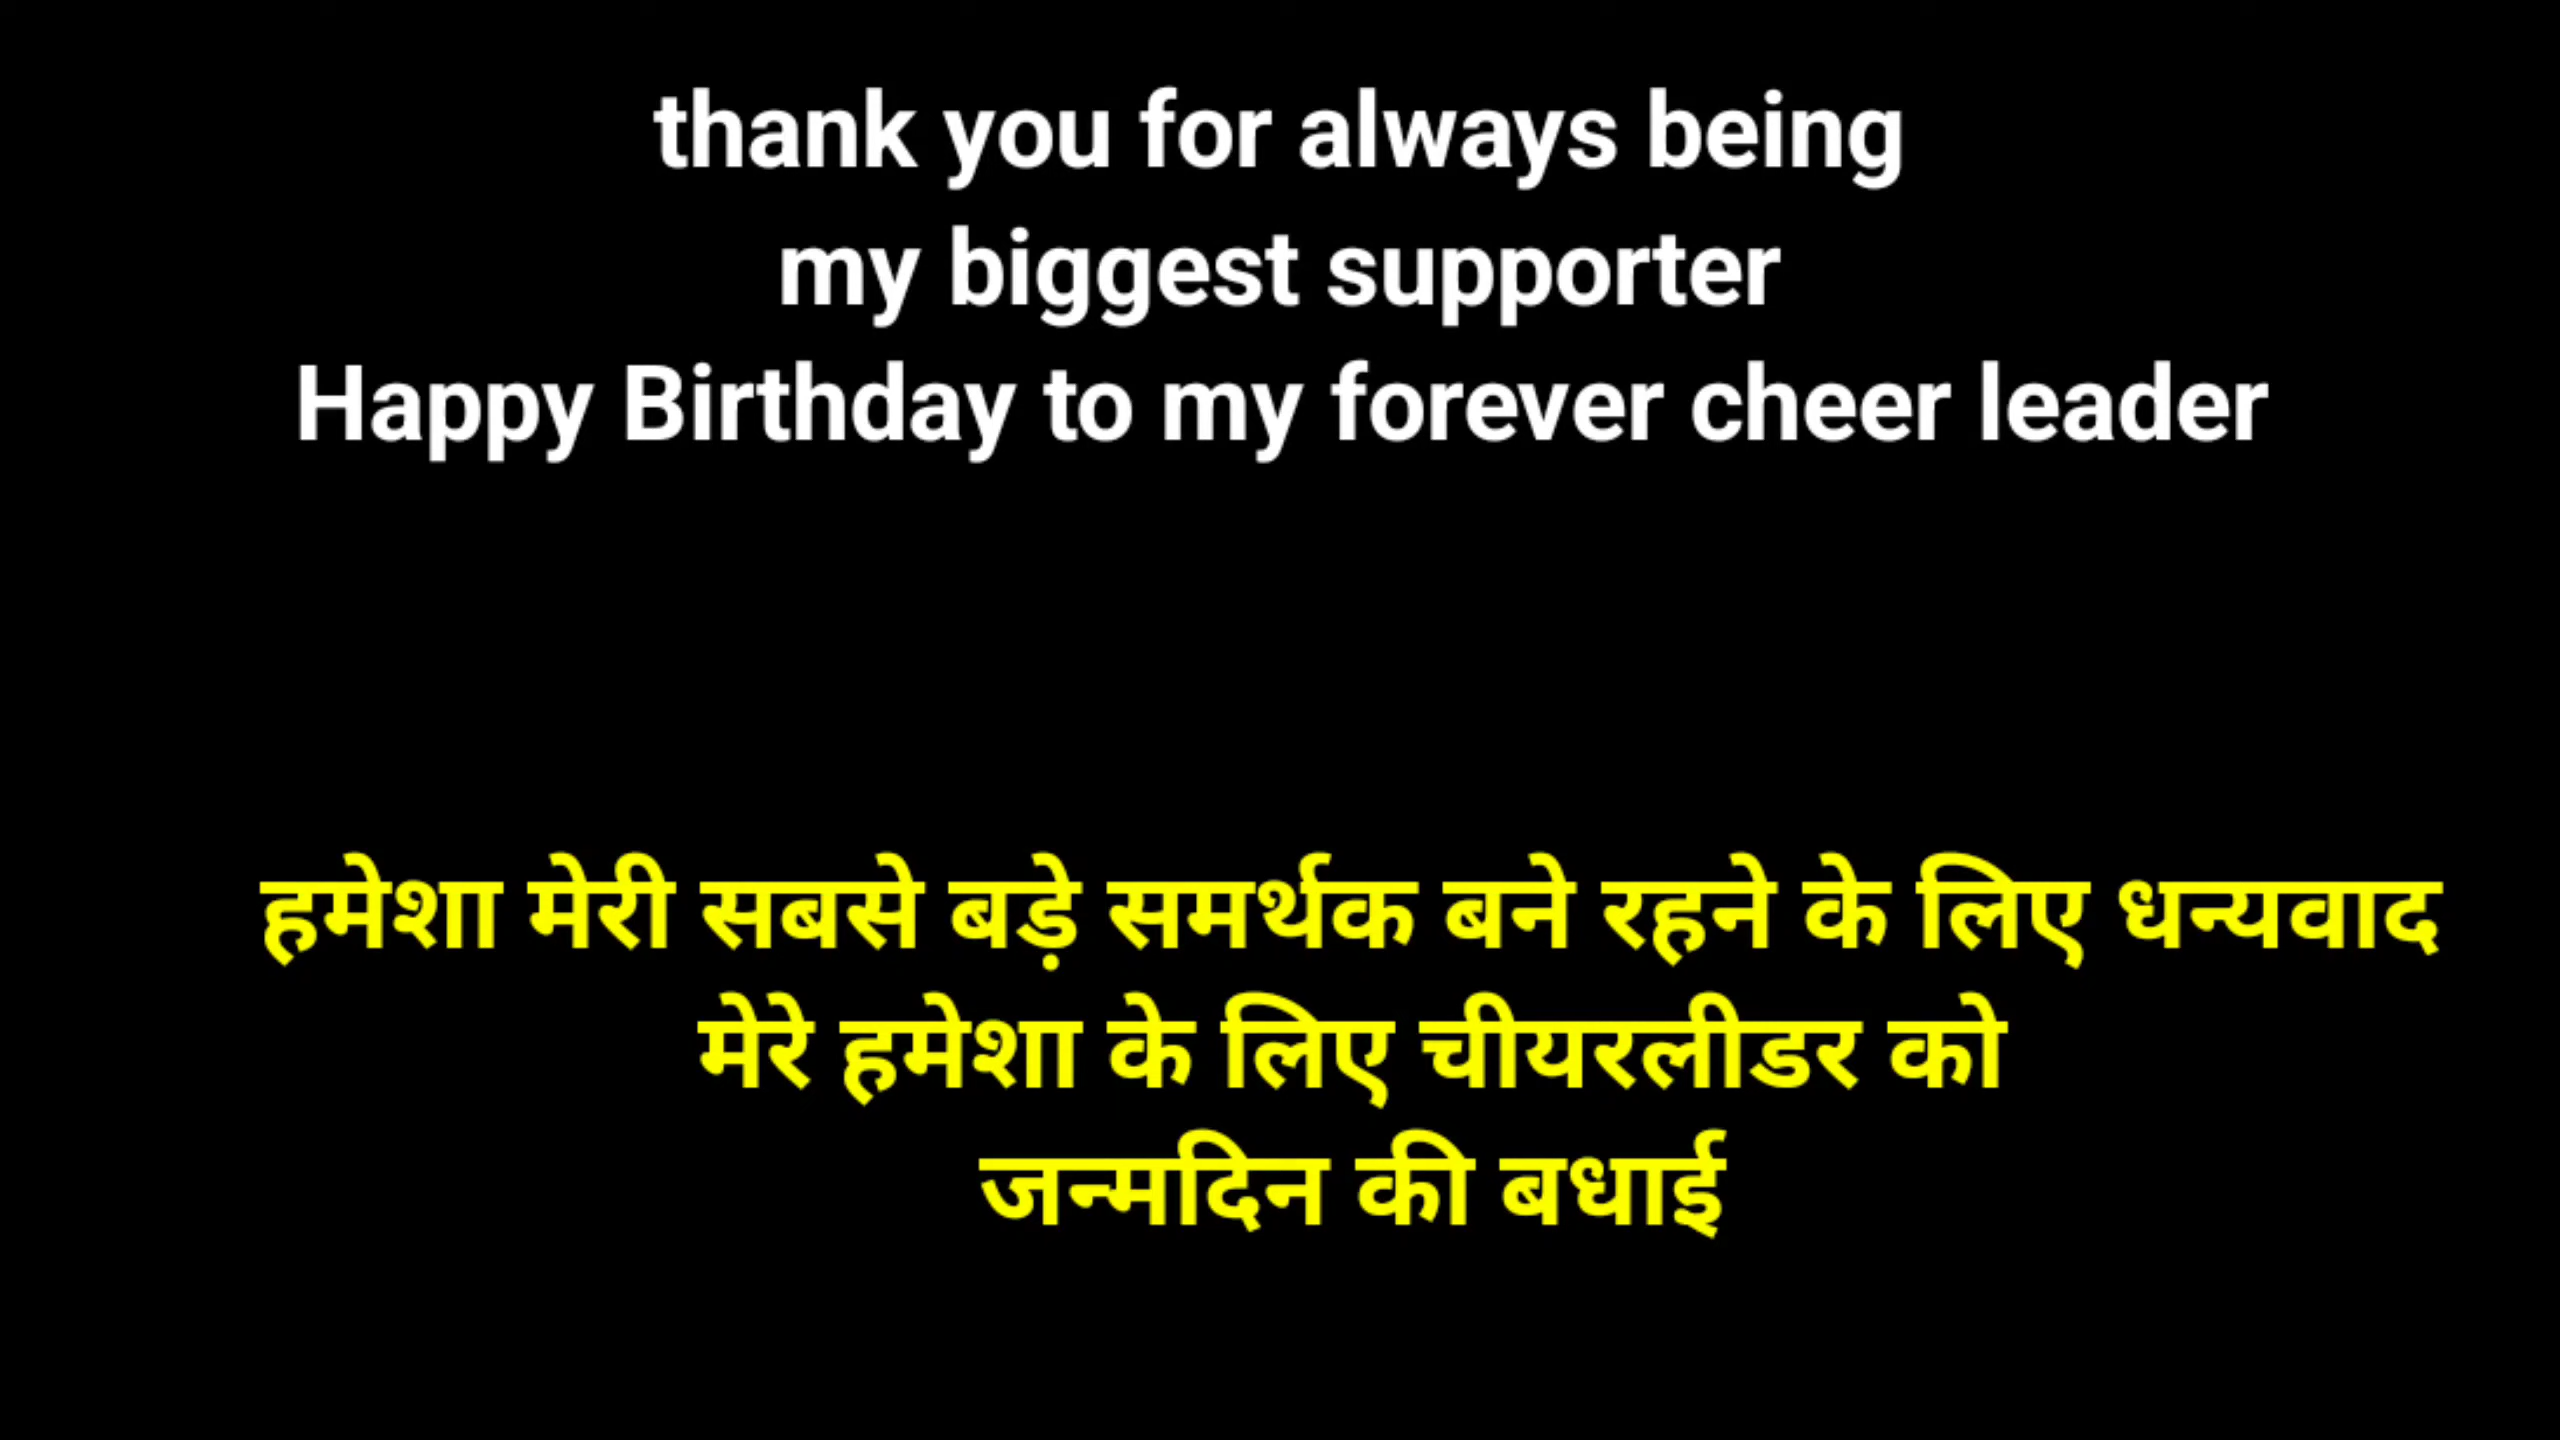 thank you for always being
my biggest supporter
Happy Birthday to my forever cheer leader
हमेशा मेरी सबसे बड़े समर्थक बने रहने के लिए धन्यवाद
मेरे हमेशा के लिए चीयरलीडर को
जन्मदिन की बधाई